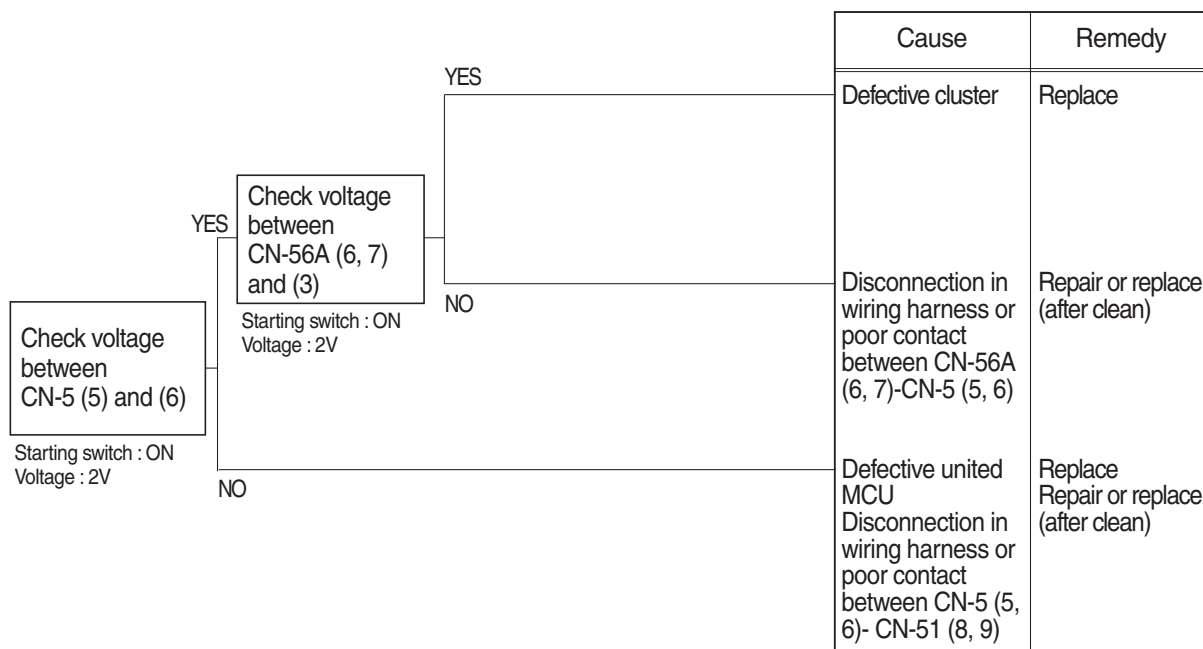 Cause
Remedy
YES
Defective cluster
Replace
Check voltage
between
CN-56A (6, 7)
and (3)
YES
Starting switch : ON
Voltage : 2V
NO
Disconnection in
wiring harness or
poor contact
between CN-56A
(6, 7)-CN-5 (5, 6)
Repair or replace
(after clean)
Check voltage
between
CN-5 (5) and (6)
Starting switch : ON
Voltage : 2V
NO
Defective united
MCU
Disconnection in
wiring harness or
poor contact
between CN-5 (5,
6)- CN-51 (8, 9)
Replace
Repair or replace
(after clean)